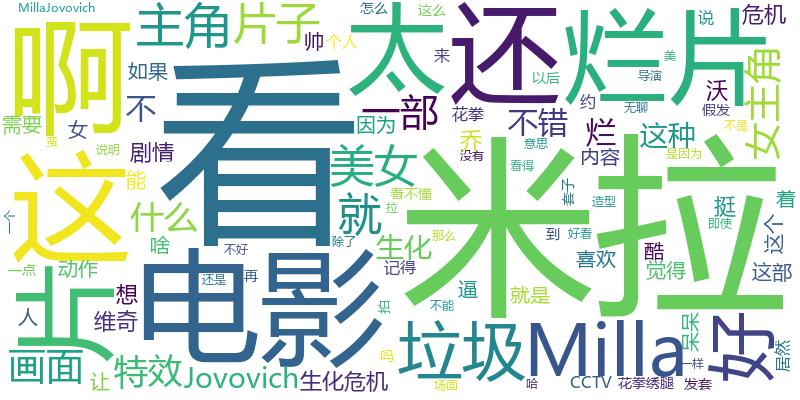 MillaJovovich
啊
主角
片子
帅
个人
怎么
这么
太
来
还
烂片
说
危机
美
导演
以后
如果
不
因为
一部
花拳
不错
烂
约
沃
无聊
假发
女主角
需要
女
这
看
剧情
能
美女
乔
没有
意思
这种
内容
不是
蛮
说明
什么
就
看不懂
看得
米拉
套子
是因为
造型
挺
着
一个
啥
不好
除了
拉
那么
到
好看
即使
这个
生化
喜欢
酷
觉得
这部
一点
动作
还是
再
记得
片
电影
想
人
维奇
逼
就是
拍
不能
呆呆
好
居然
垃圾
Milla
吗
一样
画面
让
特效
Jovovich
生化危机
场面
哈
CCTV
花拳绣腿
发套